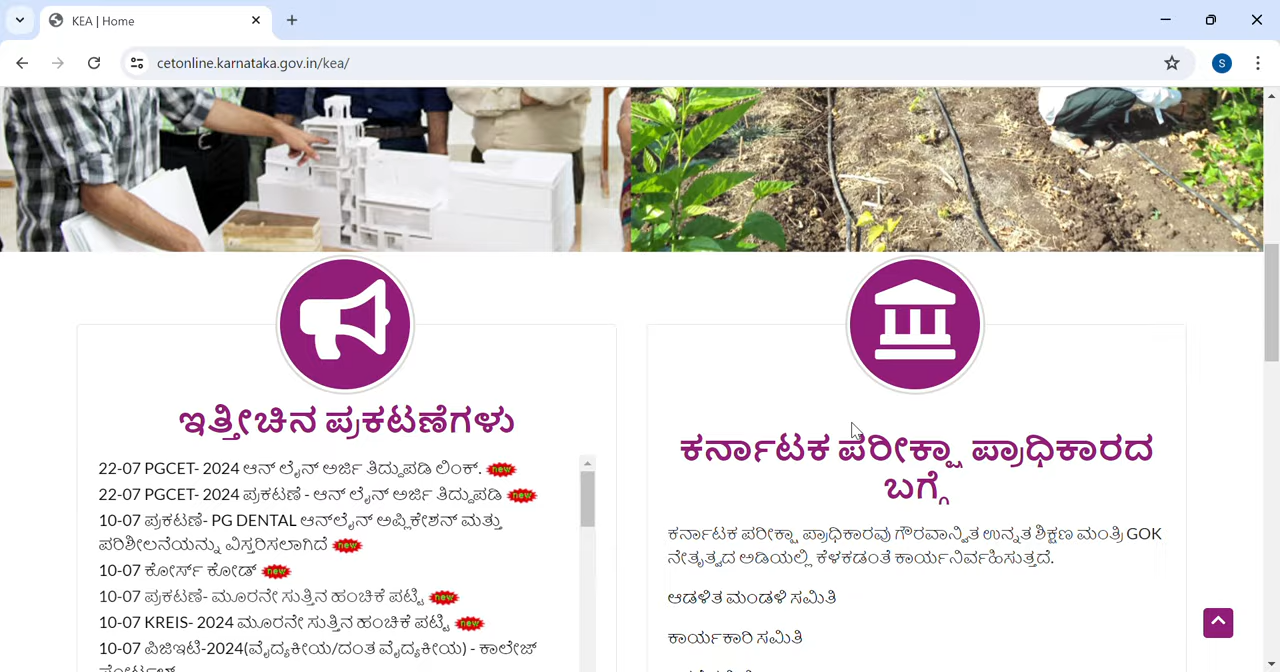 KEA | Home
cetonline.karnataka.gov.in/kea/
S
ಇತ್ತೀಚಿನ ಪ್ರಕಟಣೆಗಳು
22-07 PGCET- 2024 ಆನ್ ಲೈನ್ ಅರ್ಜಿ ತಿದ್ದುಪಡಿ ಲಿಂಕ್. new
22-07 PGCET- 2024 ಪ್ರಕಟಣೆ - ಆನ್ ಲೈನ್ ಅರ್ಜಿ ತಿದ್ದುಪಡಿ new
10-07 ಪ್ರಕಟಣೆ- PG DENTAL ಆನ್‌ಲೈನ್ ಅಪ್ಲಿಕೇಶನ್ ಮತ್ತು
ಪರಿಶೀಲನೆಯನ್ನು ವಿಸ್ತರಿಸಲಾಗಿದೆ new
10-07 ಕೋರ್ಸ್ ಕೋಡ್ new
10-07 ಪ್ರಕಟಣೆ- ಮೂರನೇ ಸುತ್ತಿನ ಹಂಚಿಕೆ ಪಟ್ಟಿ new
10-07 KREIS- 2024 ಮೂರನೇ ಸುತ್ತಿನ ಹಂಚಿಕೆ ಪಟ್ಟಿ new
10-07 ಪಿಜಿಇಟಿ-2024(ವೈದ್ಯಕೀಯ/ದಂತ ವೈದ್ಯಕೀಯ) - ಕಾಲೇಜ್
ಕರ್ನಾಟಕ ಪರೀಕ್ಷಾ ಪ್ರಾಧಿಕಾರದ
ಬಗ್ಗೆ
ಕರ್ನಾಟಕ ಪರೀಕ್ಷಾ ಪ್ರಾಧಿಕಾರವು ಗೌರವಾನ್ವಿತ ಉನ್ನತ ಶಿಕ್ಷಣ ಮಂತ್ರಿ GOK
ನೇತೃತ್ವದ ಅಡಿಯಲ್ಲಿ ಕೆಳಕಡಂತೆ ಕಾರ್ಯನಿರ್ವಹಿಸುತ್ತದೆ.
ಆಡಳಿತ ಮಂಡಳಿ ಸಮಿತಿ
ಕಾರ್ಯಕಾರಿ ಸಮಿತಿ